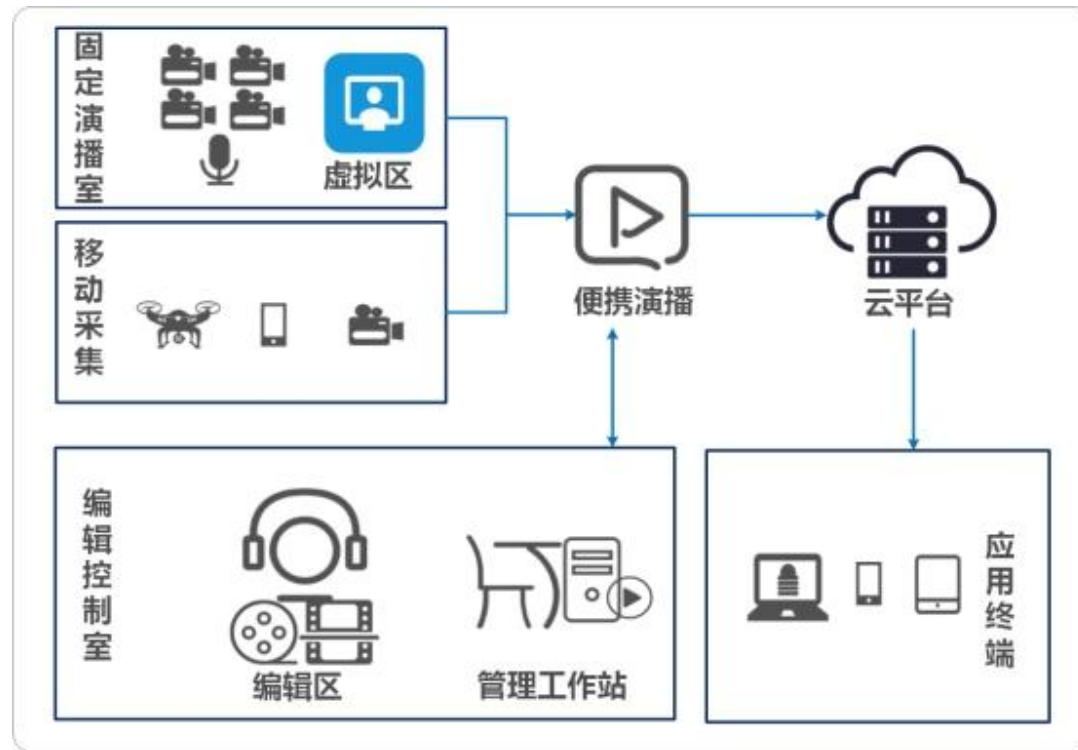 固定演播室
虚拟区
移动采集
便携演播
云平台
编辑控制室
编辑区
管理工作站
应用终端